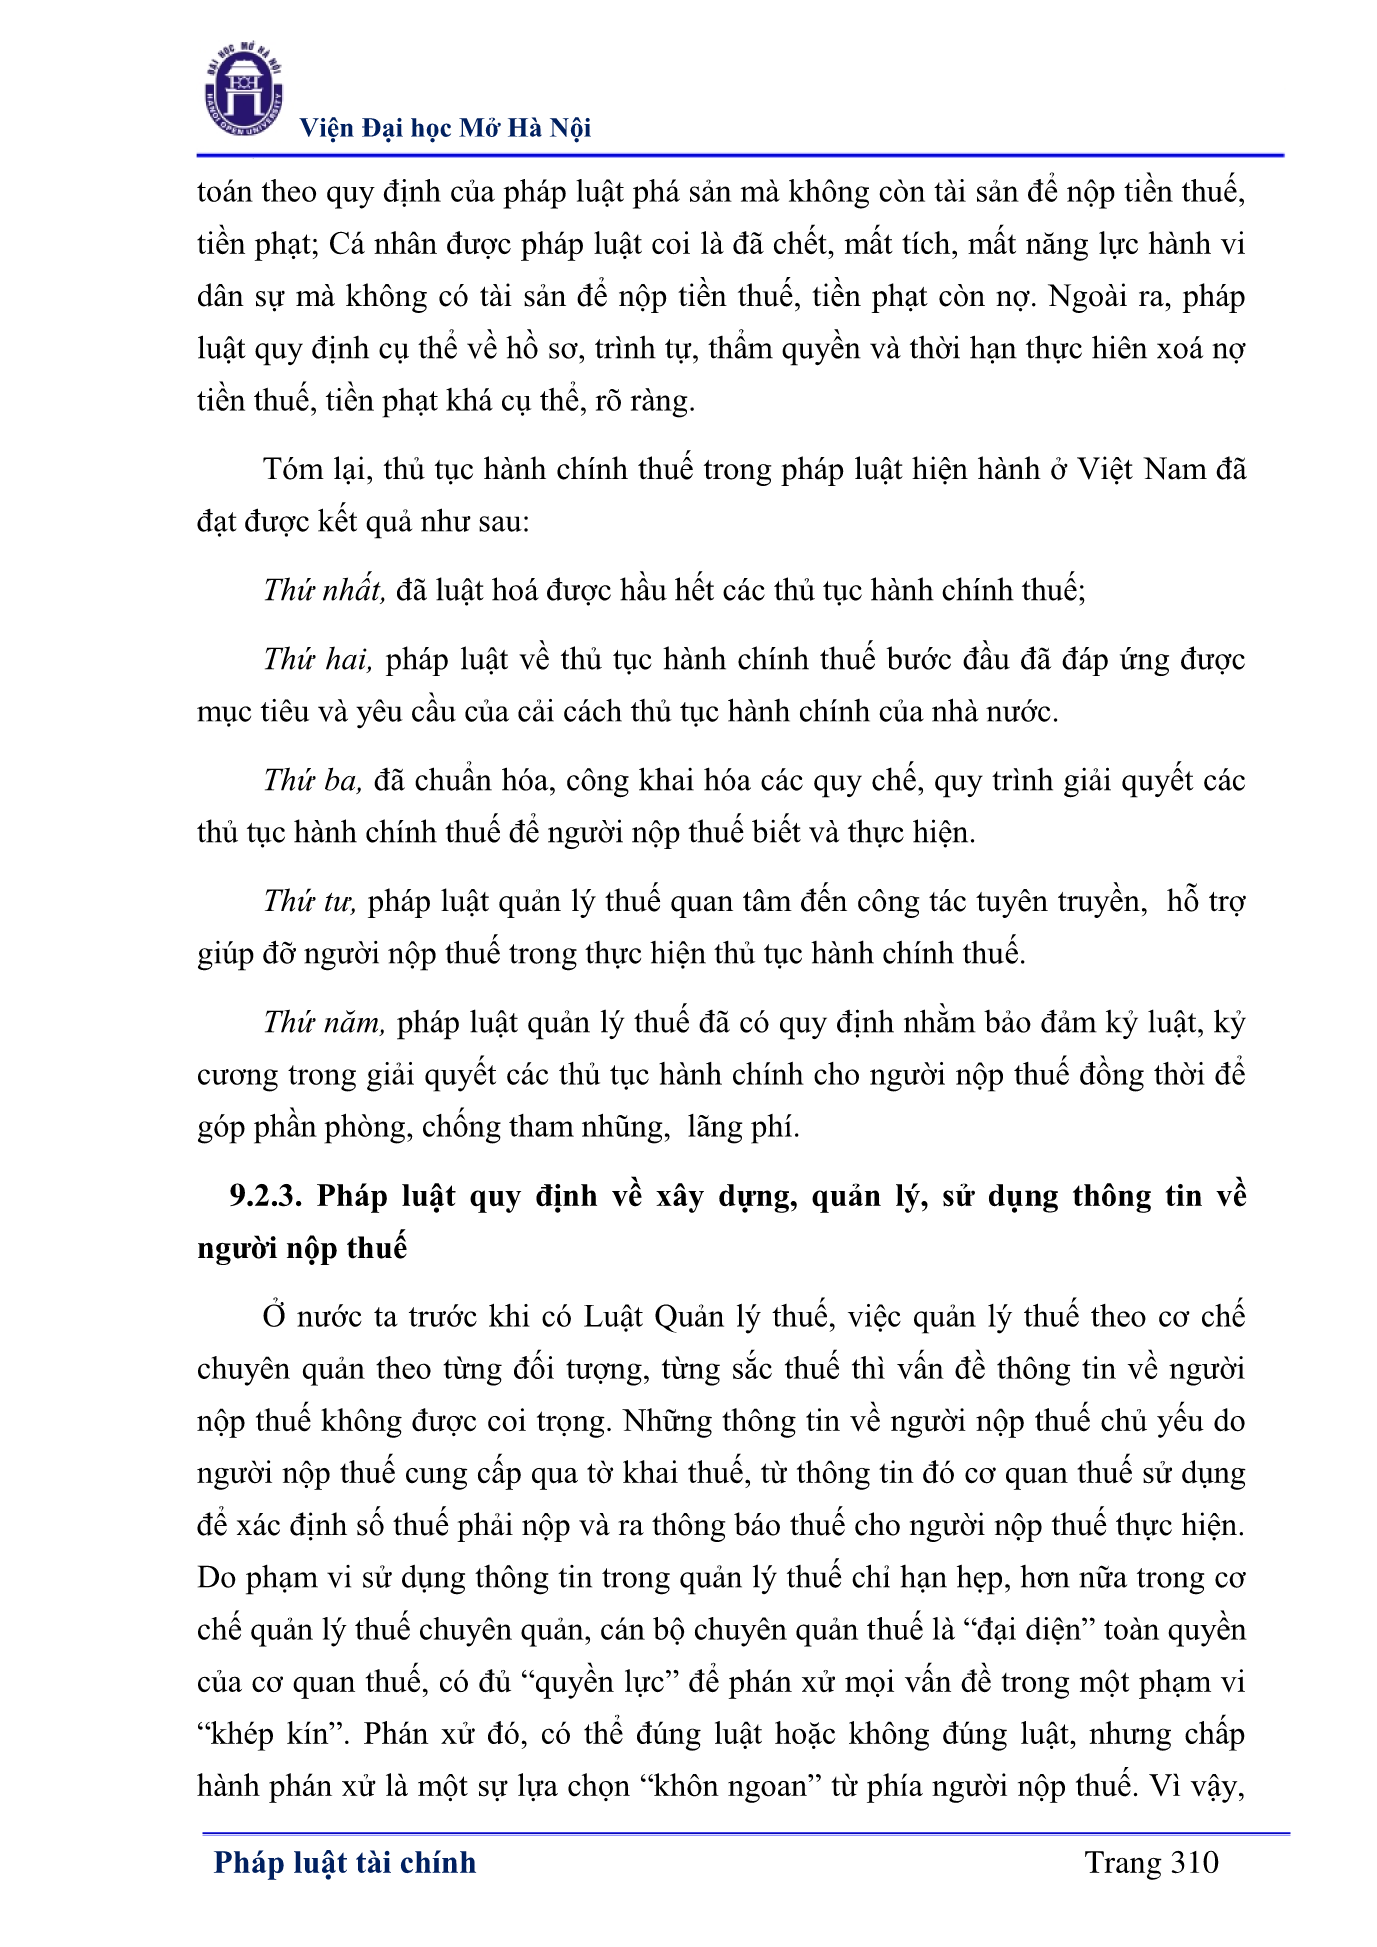 ĐẠI HỌC MỞ HÀ NỘI
HANOI OPEN UNIVERSITY
Viện Đại học Mở Hà Nội
toán theo quy định của pháp luật phá sản mà không còn tài sản để nộp tiền thuế,
tiền phạt; Cá nhân được pháp luật coi là đã chết, mất tích, mất năng lực hành vi
dân sự mà không có tài sản để nộp tiền thuế, tiền phạt còn nợ. Ngoài ra, pháp
luật quy định cụ thể về hồ sơ, trình tự, thẩm quyền và thời hạn thực hiên xoá nợ
tiền thuế, tiền phạt khá cụ thể, rõ ràng.
Tóm lại, thủ tục hành chính thuế trong pháp luật hiện hành ở Việt Nam đã
đạt được kết quả như sau:
Thứ nhất, đã luật hoá được hầu hết các thủ tục hành chính thuế;
Thứ hai, pháp luật về thủ tục hành chính thuế bước đầu đã đáp ứng được
mục tiêu và yêu cầu của cải cách thủ tục hành chính của nhà nước.
Thứ ba, đã chuẩn hóa, công khai hóa các quy chế, quy trình giải quyết các
thủ tục hành chính thuế để người nộp thuế biết và thực hiện.
Thứ tư, pháp luật quản lý thuế quan tâm đến công tác tuyên truyền,  hỗ trợ
giúp đỡ người nộp thuế trong thực hiện thủ tục hành chính thuế.
Thứ năm, pháp luật quản lý thuế đã có quy định nhằm bảo đảm kỷ luật, kỷ
cương trong giải quyết các thủ tục hành chính cho người nộp thuế đồng thời để
góp phần phòng, chống tham nhũng,  lãng phí.
9.2.3. Pháp luật quy định về xây dựng, quản lý, sử dụng thông tin về
người nộp thuế
Ở nước ta trước khi có Luật Quản lý thuế, việc quản lý thuế theo cơ chế
chuyên quản theo từng đối tượng, từng sắc thuế thì vấn đề thông tin về người
nộp thuế không được coi trọng. Những thông tin về người nộp thuế chủ yếu do
người nộp thuế cung cấp qua tờ khai thuế, từ thông tin đó cơ quan thuế sử dụng
để xác định số thuế phải nộp và ra thông báo thuế cho người nộp thuế thực hiện.
Do phạm vi sử dụng thông tin trong quản lý thuế chỉ hạn hẹp, hơn nữa trong cơ
chế quản lý thuế chuyên quản, cán bộ chuyên quản thuế là “đại diện” toàn quyền
của cơ quan thuế, có đủ “quyền lực” để phán xử mọi vấn đề trong một phạm vi
“khép kín”. Phán xử đó, có thể đúng luật hoặc không đúng luật, nhưng chấp
hành phán xử là một sự lựa chọn “khôn ngoan” từ phía người nộp thuế. Vì vậy,
Pháp luật tài chính Trang 310